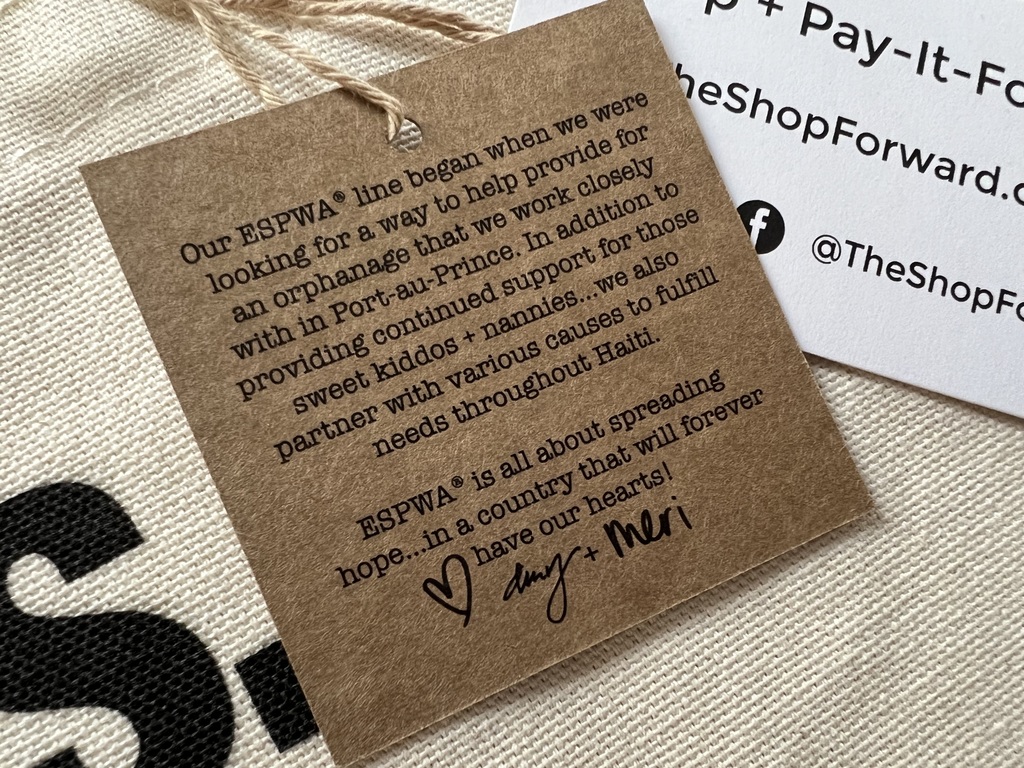 Our ESPWA® line began when we were
looking for a way to help provide for
an orphanage that we work closely
with in Port-au-Prince. In addition to
providing continued support for those
sweet kiddos + nannies...we also
partner with various causes to fulfill
needs throughout Haiti.
ESPWA® is all about spreading
hope...in a country that will forever
have our hearts!
amy + meri
+ Pay-It-Fo
heShopForward.c
f
@TheShopFo
S-